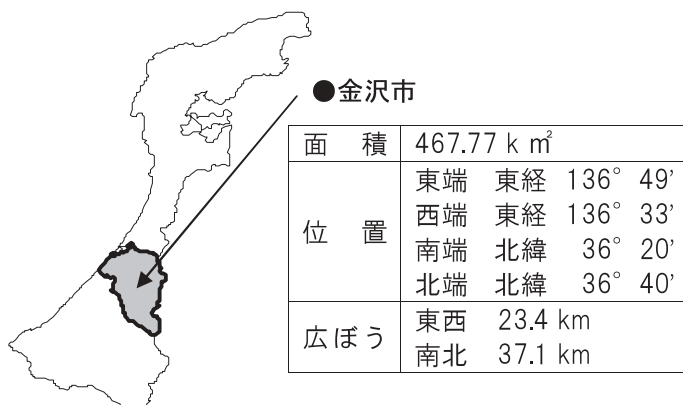 ●金沢市
面積 467.77 k㎡
位置
東端 東経 136° 49'
西端 東経 136° 33'
南端 北緯 36° 20'
北端 北緯 36° 40'
広ぼう
東西 23.4 km
南北 37.1 km